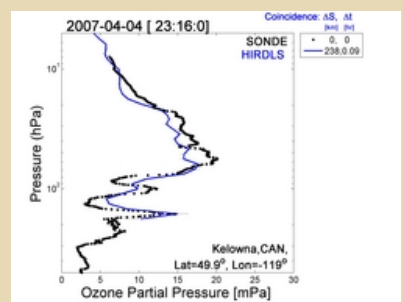 2007-04-04 [ 23:16:0]
Coincidence: ΔS, Δt
[km] [hr]
SONDE
0, 0
HIRDLS
238,0.09
10¹
10²
Pressure (hPa)
Kelowna,CAN,
Lat=49.9°, Lon=-119°
0 5 10 15 20 25 30
Ozone Partial Pressure [mPa]